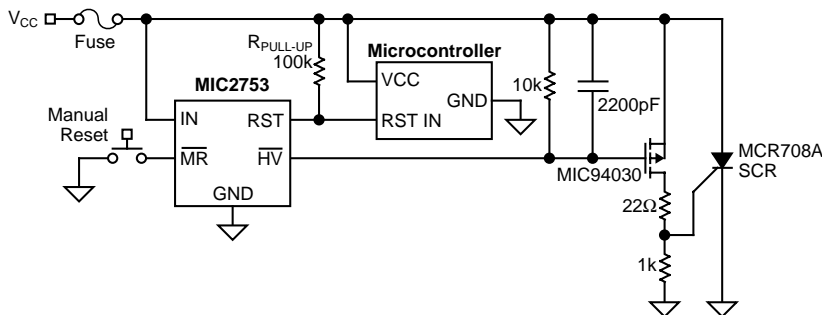 VCC
Fuse
RPULL-UP
100k
Microcontroller
VCC
GND
RST IN
10k
2200pF
MIC2753
IN
RST
MR
HV
GND
Manual
Reset
MIC94030
MCR708A
SCR
22Ω
1k